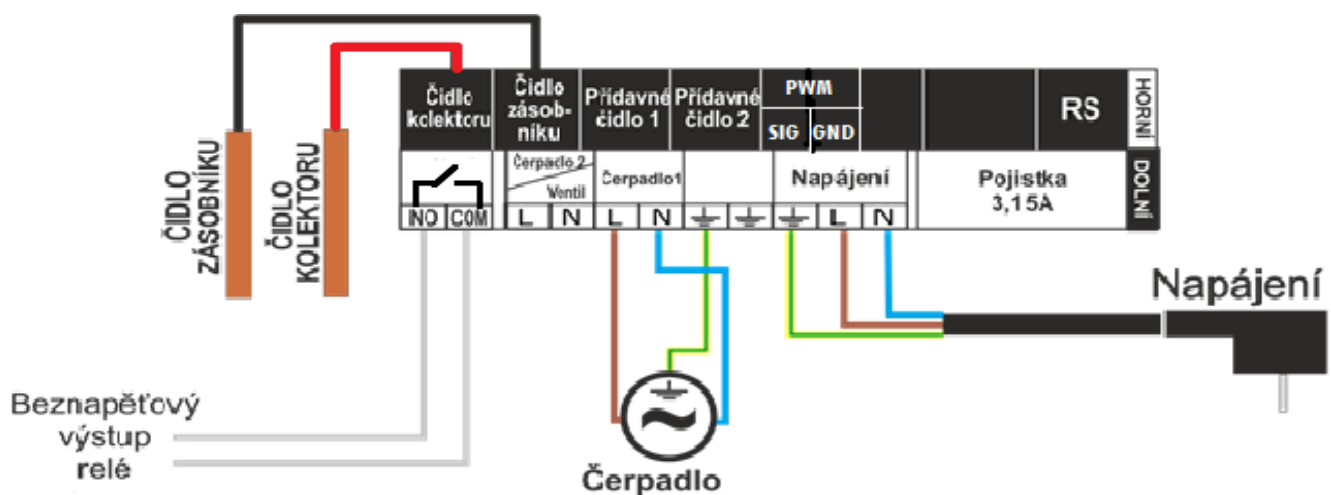 Čidlo
kolektoru
Čidlo
zásob-
níku
Přídavné
čidlo 1
Přídavné
čidlo 2
PWM
SIG GND
RS
HORNÍ
Čerpadlo 2
Ventil
Čerpadlo1
Napájení
Pojistka
3,15A
DOLNÍ
NO COM L N L N L N
ČIDLO
ZÁSOBNÍKU
ČIDLO
KOLEKTORU
Napájení
Beznapěťový
výstup
relé
Čerpadlo